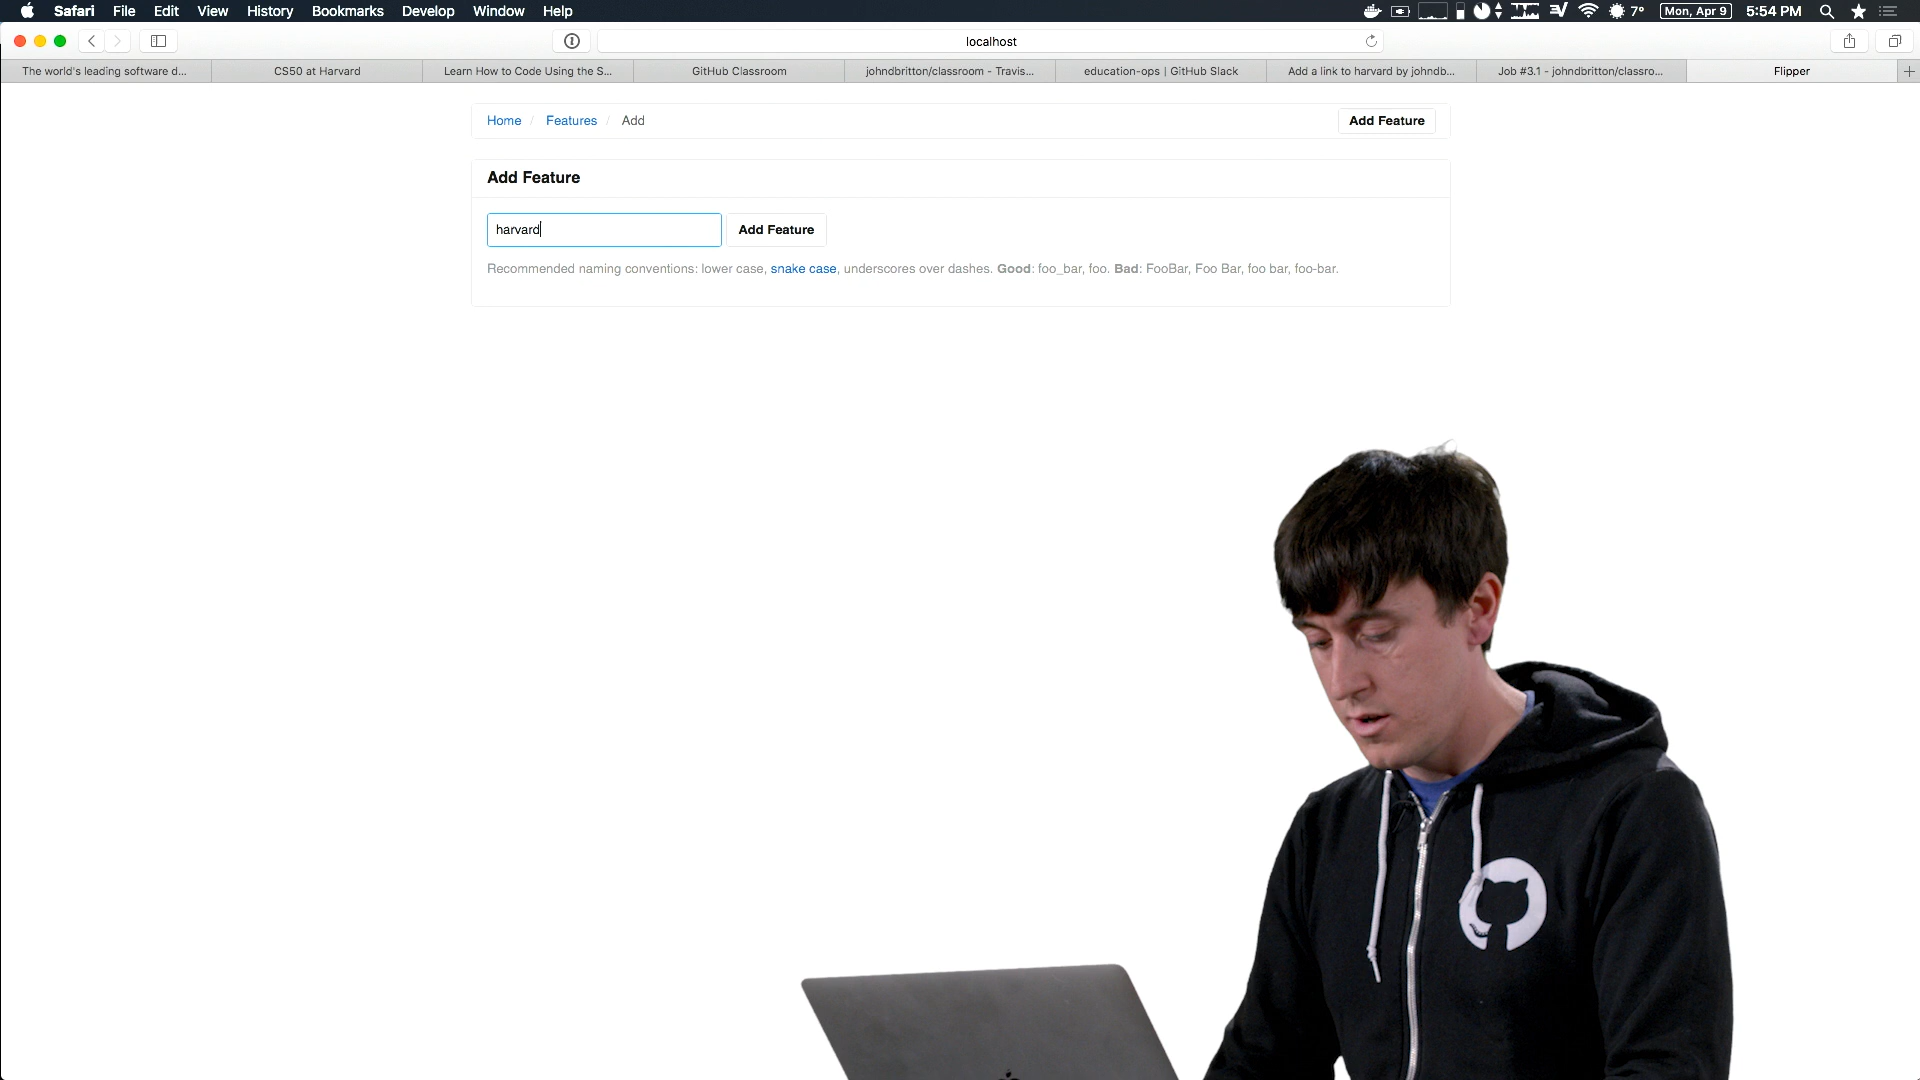 Safari File Edit View History Bookmarks Develop Window Help 7° Mon, Apr 9 5:54 PM
localhost
The world's leading software d... CS50 at Harvard Learn How to Code Using the S... GitHub Classroom johndbritton/classroom - Travis... education-ops | GitHub Slack Add a link to harvard by johndb... Job #3.1 - johndbritton/classro... Flipper
Home / Features / Add Add Feature
Add Feature
harvard Add Feature
Recommended naming conventions: lower case, snake case, underscores over dashes. Good: foo_bar, foo. Bad: FooBar, Foo Bar, foo bar, foo-bar.